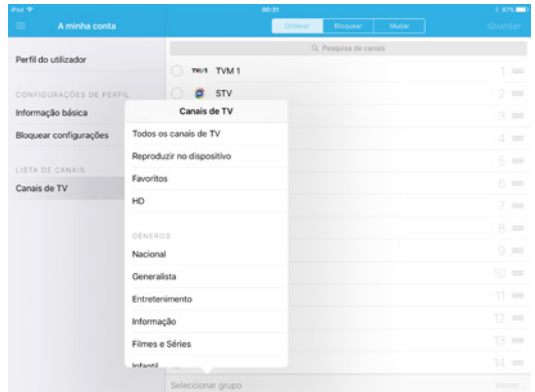 iPad
00:31
87%
A minha conta
Ordenar
Bloquear
Mudar
Guardar
Pesquisa de canais
Perfil do utilizador
CONFIGURAÇÕES DE PERFIL
Informação básica
Bloquear configurações
LISTA DE CANAIS
Canais de TV
TVM 1
1
STV
2
3
4
5
6
7
8
9
10
11
12
13
14
Canais de TV
Todos os canais de TV
Reproduzir no dispositivo
Favoritos
HD
GÉNEROS
Nacional
Generalista
Entretenimento
Informação
Filmes e Séries
Infantil
Seleccionar grupo
Mover...